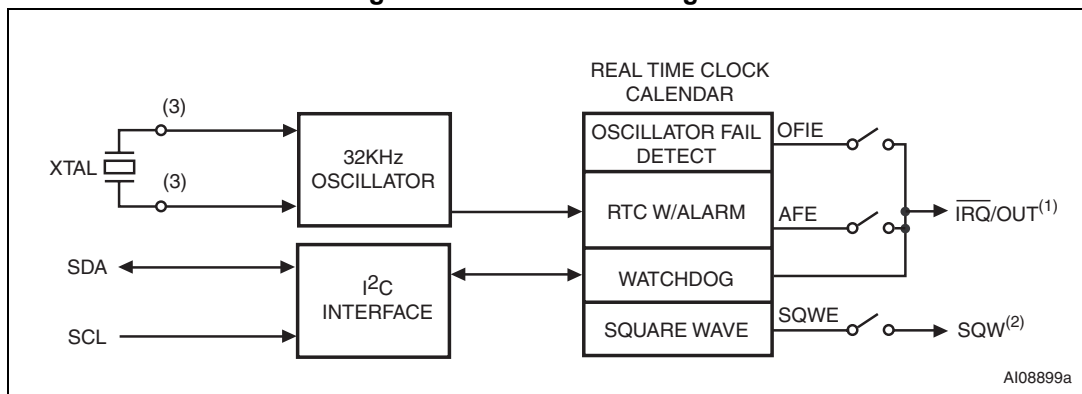 REAL TIME CLOCK
CALENDAR
(3)
XTAL
(3)
32KHz
OSCILLATOR
OSCILLATOR FAIL
DETECT
OFIE
RTC W/ALARM
AFE
IRQ/OUT(1)
SDA
SCL
I2C
INTERFACE
WATCHDOG
SQUARE WAVE
SQWE
SQW(2)
AI08899a